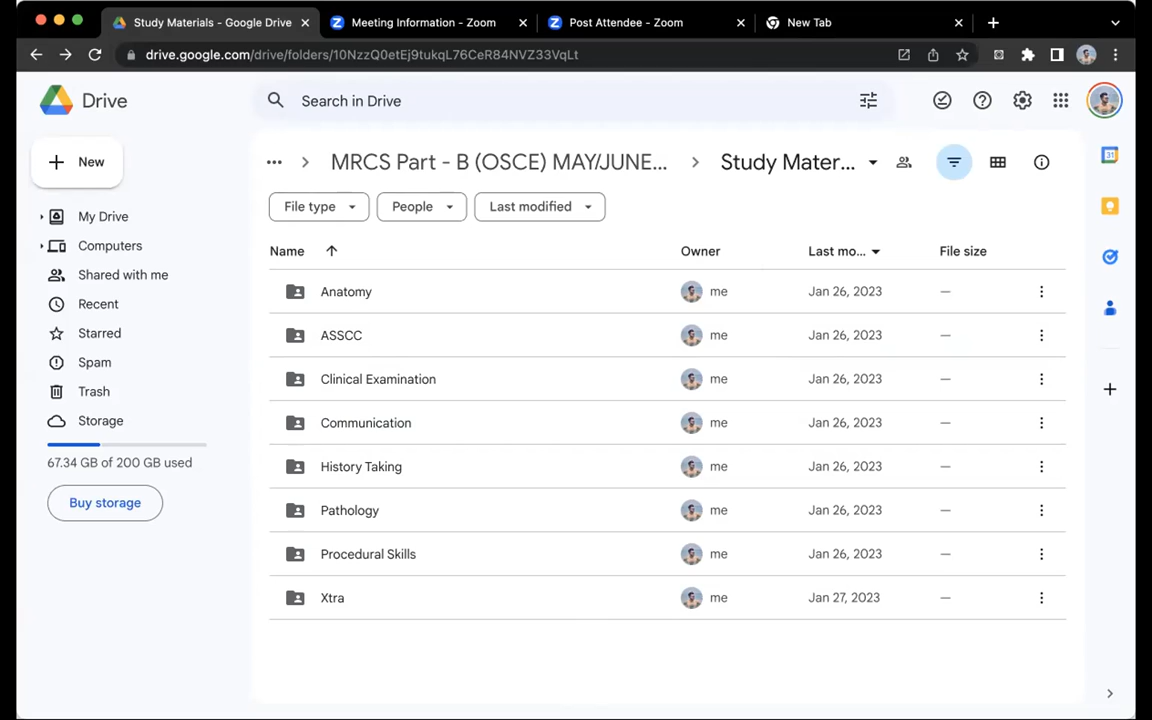 Study Materials - Google Drive
Meeting Information - Zoom
Post Attendee - Zoom
New Tab
drive.google.com/drive/folders/10NzzQ0etEj9tukqL76CeR84NVZ33VqLt
Drive
Search in Drive
New
MRCS Part - B (OSCE) MAY/JUNE...
Study Mater...
File type
People
Last modified
My Drive
Computers
Shared with me
Recent
Starred
Spam
Trash
Storage
67.34 GB of 200 GB used
Buy storage
Name Owner Last mo... File size
Anatomy me Jan 26, 2023 —
ASSCC me Jan 26, 2023 —
Clinical Examination me Jan 26, 2023 —
Communication me Jan 26, 2023 —
History Taking me Jan 26, 2023 —
Pathology me Jan 26, 2023 —
Procedural Skills me Jan 26, 2023 —
Xtra me Jan 27, 2023 —
31